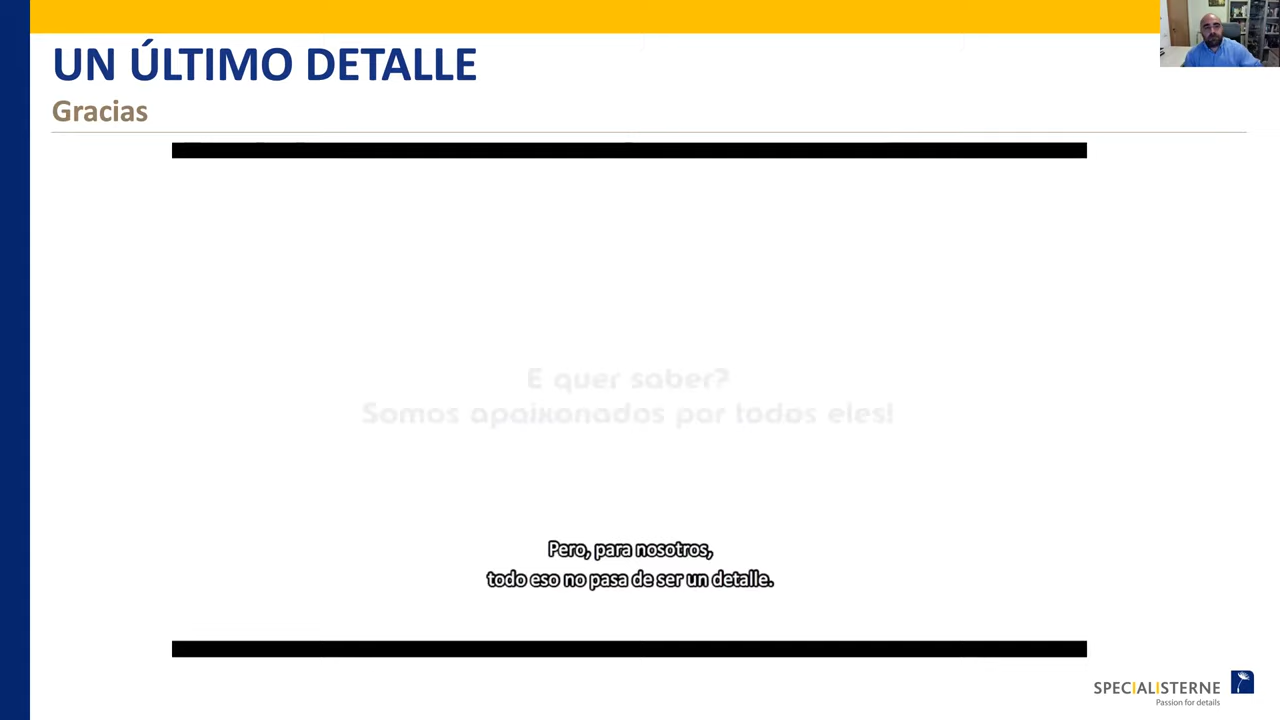 UN ÚLTIMO DETALLE
Gracias
E quer saber?
Somos apaixonados por todos eles!
Pero, para nosotros,
todo eso no pasa de ser un detalle.
SPECIALISTERNE
Passion for details